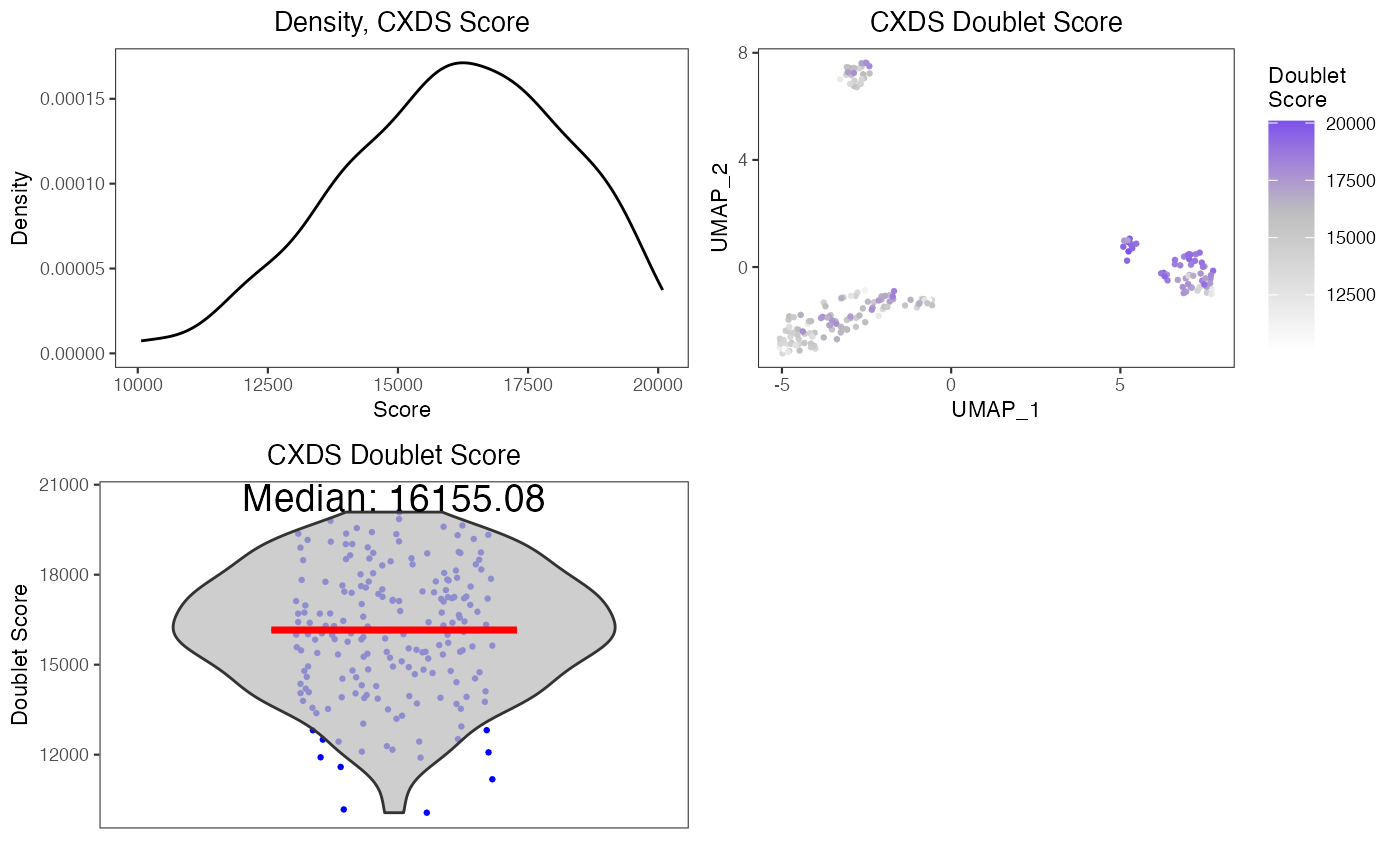 Density, CXDS Score
Density
0.00015
0.00010
0.00005
0.00000
10000 12500 15000 17500 20000
Score
CXDS Doublet Score
UMAP_2
8
4
0
-5 0 5
UMAP_1
Doublet
Score
20000
17500
15000
12500
CXDS Doublet Score
Median: 16155.08
Doublet Score
21000
18000
15000
12000